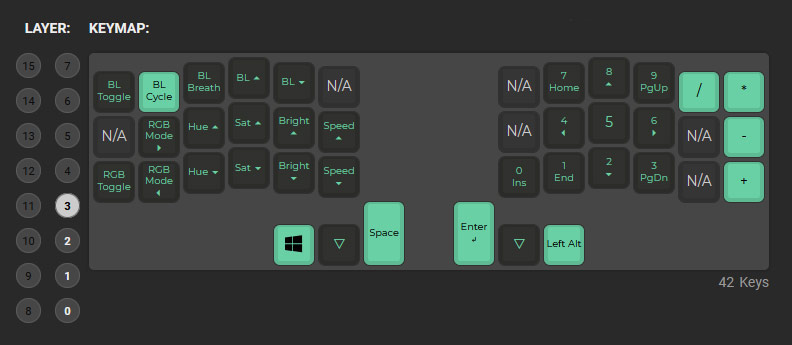 LAYER: KEYMAP:
15 7
14 6
13 5
12 4
11 3
10 2
9 1
8 0
BL Toggle
BL Cycle
BL Breath
BL ▲
BL ▼
N/A
N/A
7 Home
8 ▲
9 PgUp
/
*
N/A
RGB Mode ▶
Hue ▲
Sat ▲
Bright ▲
Speed ▲
N/A
4 ◀
5
6 ▶
N/A
-
RGB Toggle
RGB Mode ◀
Hue ▼
Sat ▼
Bright ▼
Speed ▼
0 Ins
1 End
2 ▼
3 PgDn
N/A
+
▽
Space
Enter ↲
▽
Left Alt
42 Keys